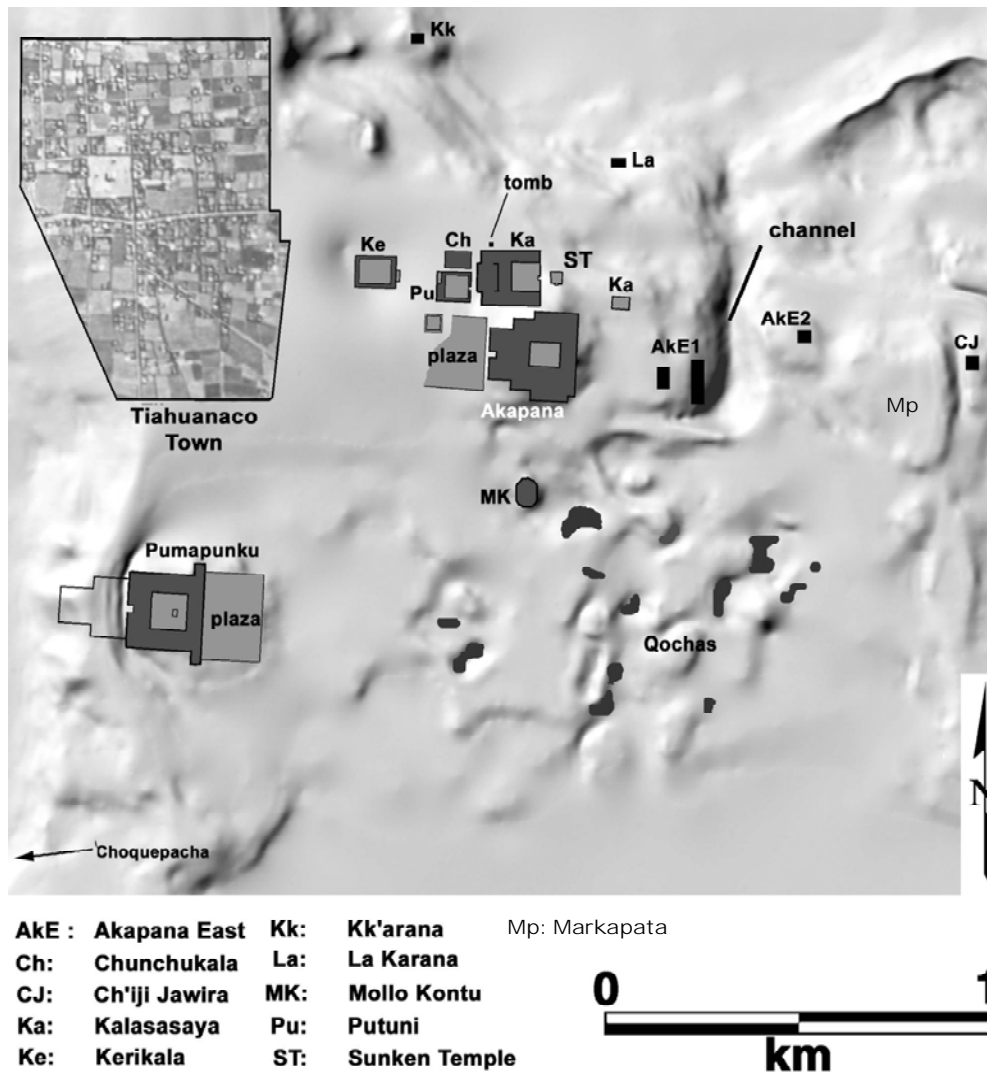 Kk
La
tomb
Ke
Ch
Ka
ST
channel
Pu
Ka
AkE2
plaza
AkE1
CJ
Akapana
Mp
Tiahuanaco
Town
MK
Pumapunku
plaza
Qochas
N
Choquepacha
AkE : Akapana East Kk: Kk'arana Mp: Markapata
Ch: Chunchukala La: La Karana
CJ: Ch'iji Jawira MK: Mollo Kontu
Ka: Kalasasaya Pu: Putuni
Ke: Kerikala ST: Sunken Temple
0 1
km